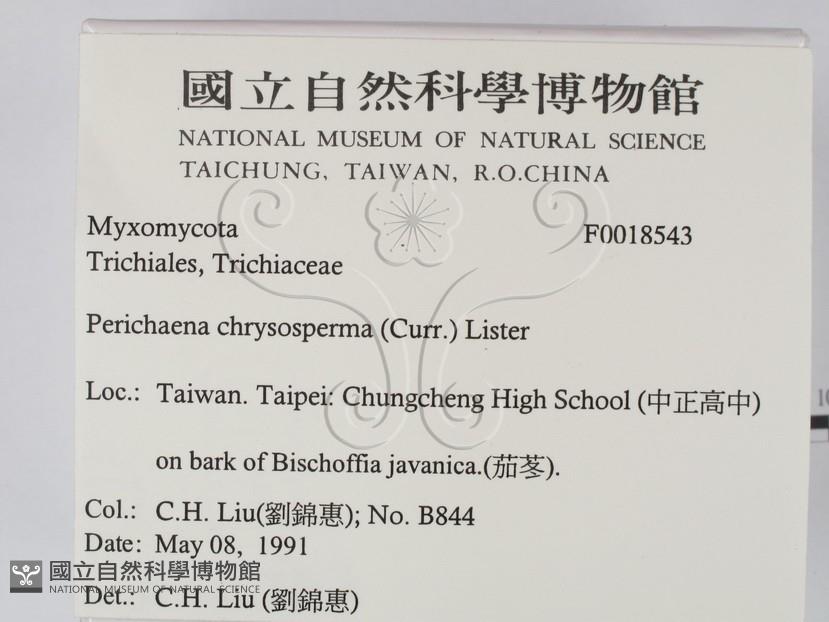 國立自然科學博物館
NATIONAL MUSEUM OF NATURAL SCIENCE
TAICHUNG, TAIWAN, R.O.CHINA
Myxomycota F0018543
Trichiales, Trichiaceae
Perichaena chrysosperma (Curr.) Lister
Loc.: Taiwan. Taipei: Chungcheng High School (中正高中)
on bark of Bischoffia javanica.(茄苳).
Col.: C.H. Liu(劉錦惠); No. B844
Date: May 08, 1991
國立自然科學博物館
NATIONAL MUSEUM OF NATURAL SCIENCE
Det.: C.H. Liu (劉錦惠)